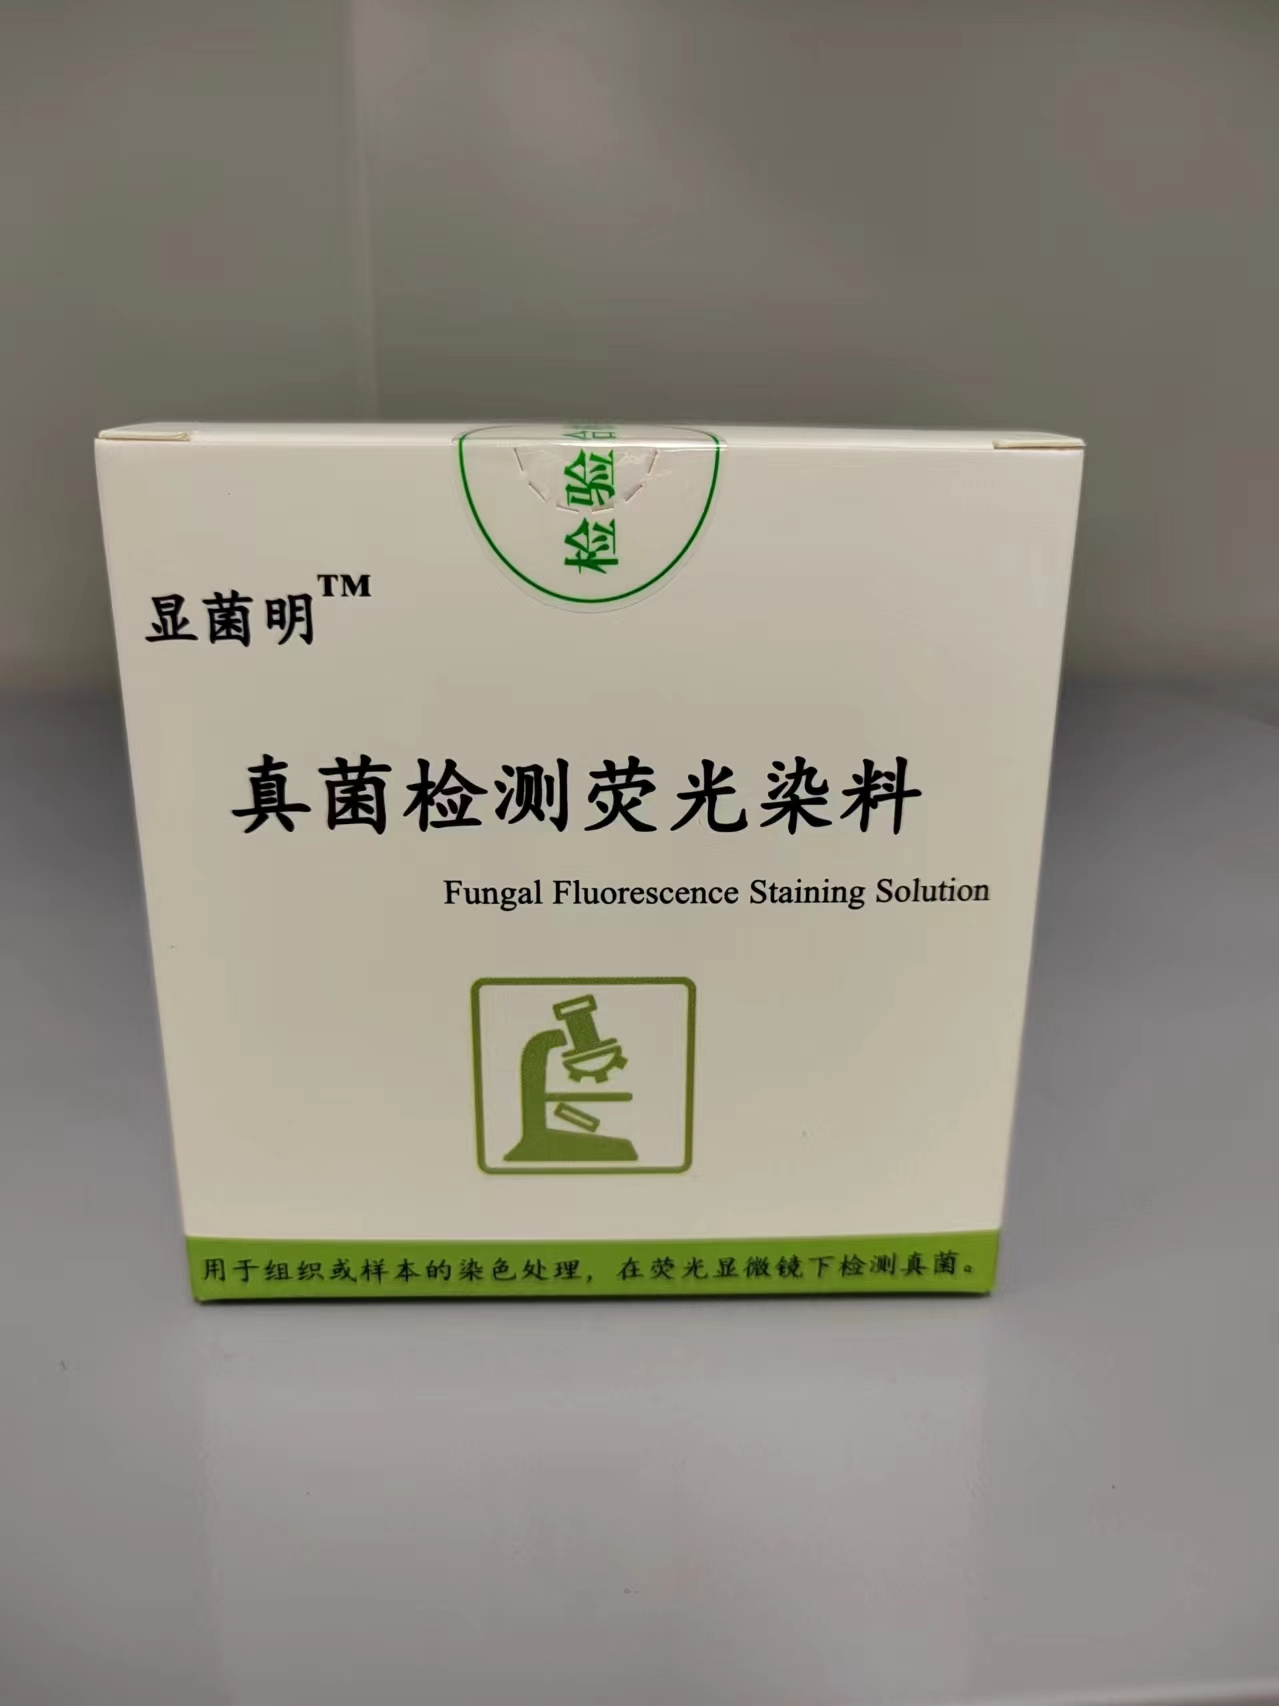 检验合
显菌明™
真菌检测荧光染料
Fungal Fluorescence Staining Solution
用于组织或样本的染色处理，在荧光显微镜下检测真菌。